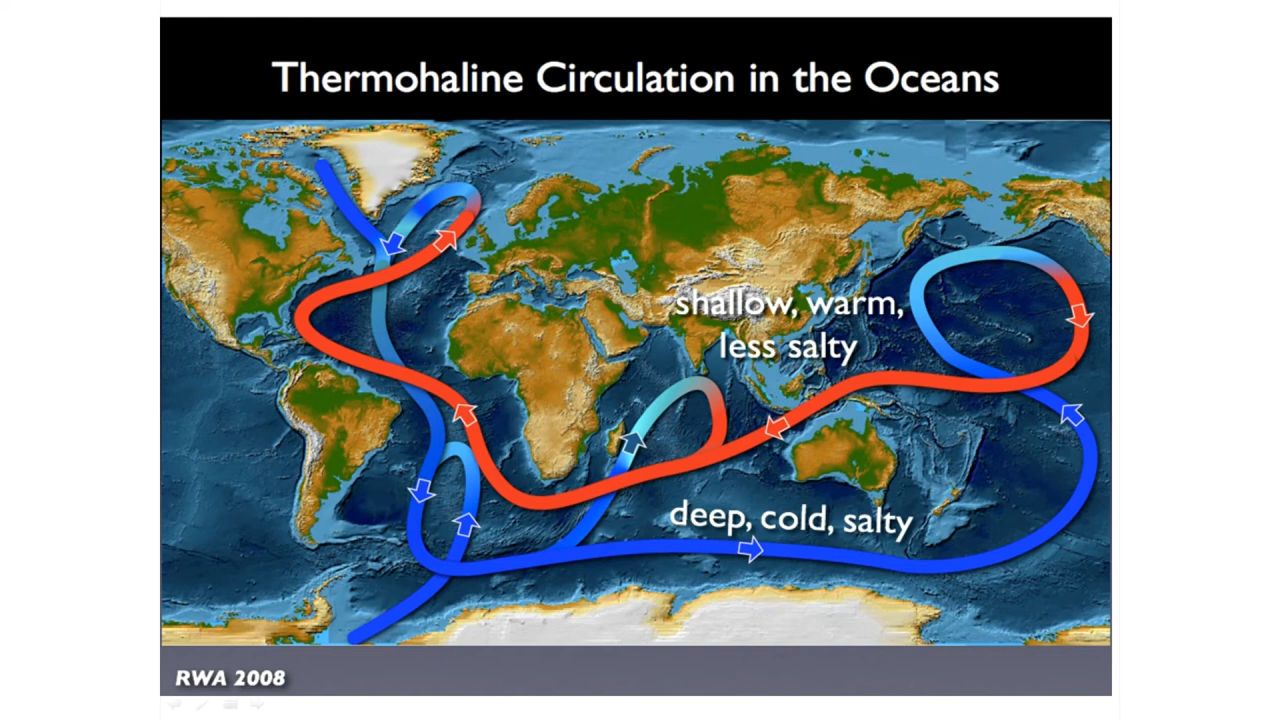 Thermohaline Circulation in the Oceans
shallow, warm,
less salty
deep, cold, salty
RWA 2008